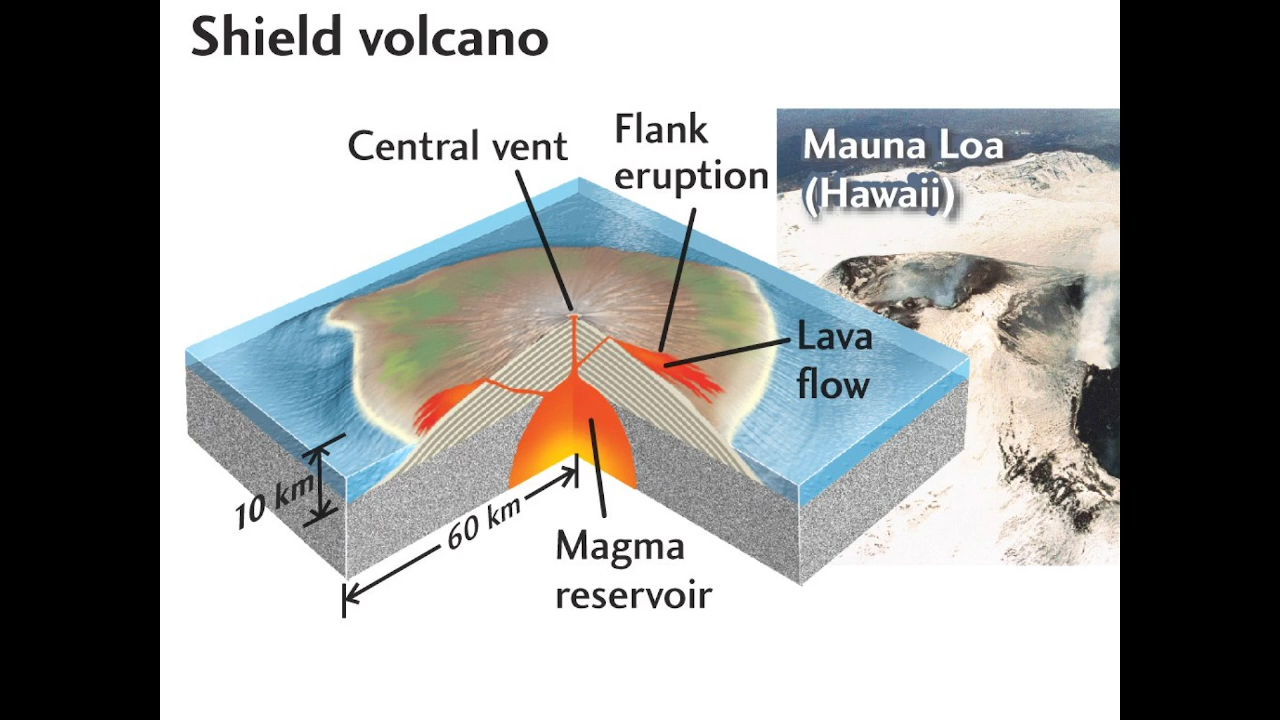 Shield volcano
Central vent
Flank
eruption
Mauna Loa
(Hawaii)
Lava
flow
10 km
60 km
Magma
reservoir